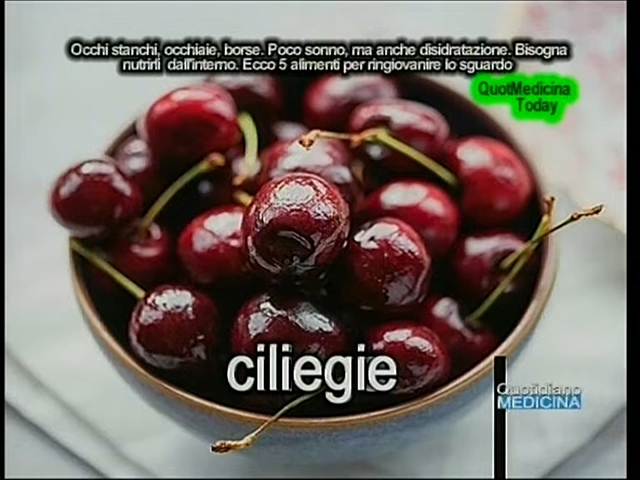 Occhi stanchi, occhiaie, borse. Poco sonno, ma anche disidratazione. Bisogna
nutrirli dall'interno. Ecco 5 alimenti per ringiovanire lo sguardo
QuotMedicina
Today
ciliegie
Quotidiano
MEDICINA